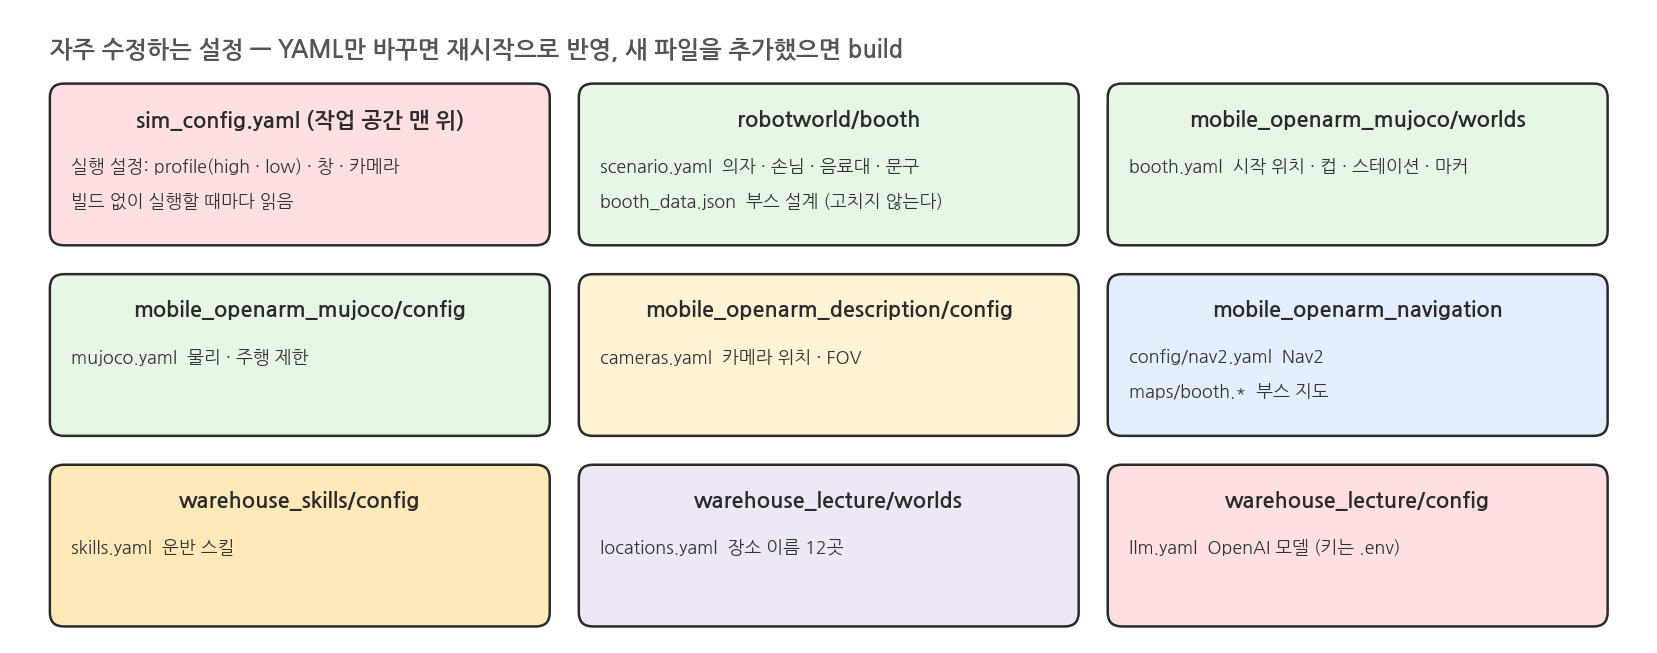 자주 수정하는 설정 — YAML만 바꾸면 재시작으로 반영, 새 파일을 추가했으면 build
sim_config.yaml (작업 공간 맨 위)
실행 설정: profile(high · low) · 창 · 카메라
빌드 없이 실행할 때마다 읽음
robotworld/booth
scenario.yaml 의자 · 손님 · 음료대 · 문구
booth_data.json 부스 설계 (고치지 않는다)
mobile_openarm_mujoco/worlds
booth.yaml 시작 위치 · 컵 · 스테이션 · 마커
mobile_openarm_mujoco/config
mujoco.yaml 물리 · 주행 제한
mobile_openarm_description/config
cameras.yaml 카메라 위치 · FOV
mobile_openarm_navigation
config/nav2.yaml Nav2
maps/booth.* 부스 지도
warehouse_skills/config
skills.yaml 운반 스킬
warehouse_lecture/worlds
locations.yaml 장소 이름 12곳
warehouse_lecture/config
llm.yaml OpenAI 모델 (키는 .env)